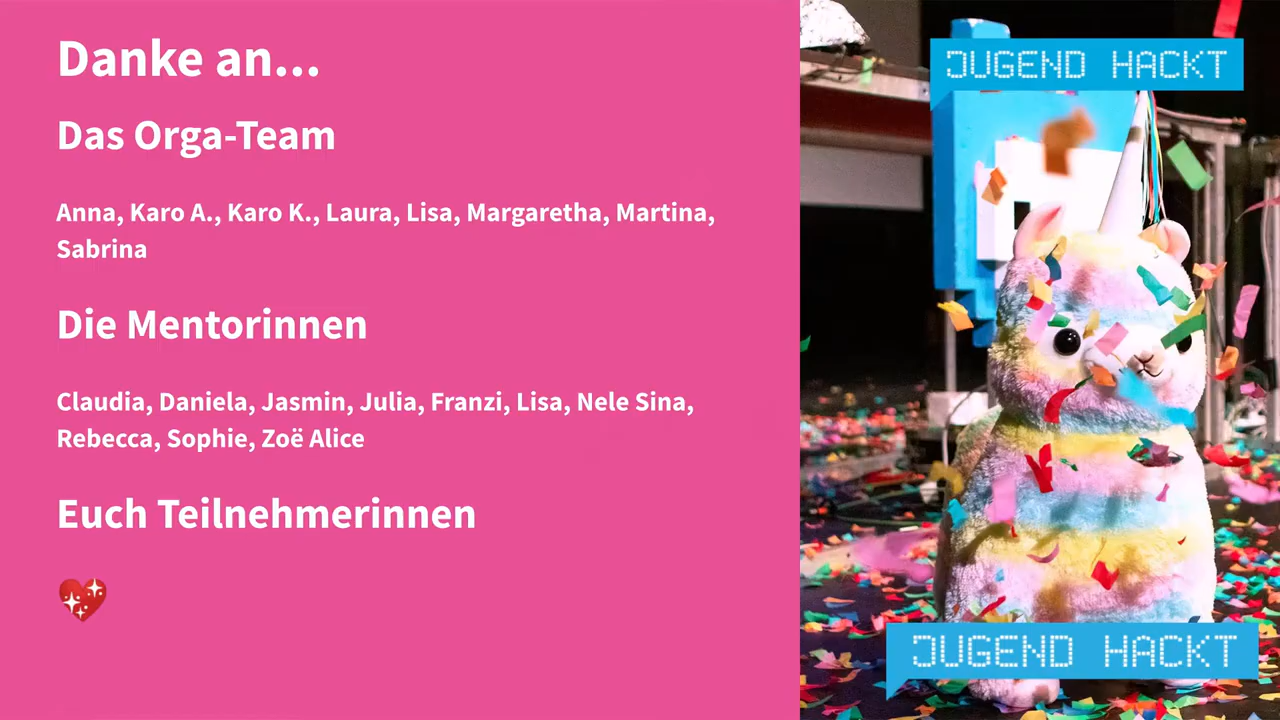 Danke an...
Das Orga-Team
Anna, Karo A., Karo K., Laura, Lisa, Margaretha, Martina,
Sabrina
Die Mentorinnen
Claudia, Daniela, Jasmin, Julia, Franzi, Lisa, Nele Sina,
Rebecca, Sophie, Zoë Alice
Euch Teilnehmerinnen
JUGEND HACKT
JUGEND HACKT